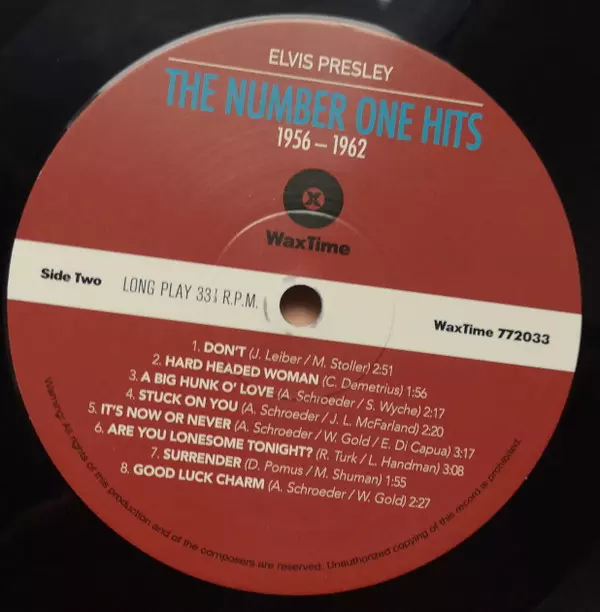 ELVIS PRESLEY
THE NUMBER ONE HITS
1956 – 1962
WaxTime
Side Two
LONG PLAY 33⅓ R.P.M.
WaxTime 772033
1. DON'T (J. Leiber / M. Stoller) 2:51
2. HARD HEADED WOMAN (C. Demetrius) 1:56
3. A BIG HUNK O' LOVE (A. Schroeder / S. Wyche) 2:17
4. STUCK ON YOU (A. Schroeder / J. L. McFarland) 2:20
5. IT'S NOW OR NEVER (A. Schroeder / W. Gold / E. Di Capua) 3:17
6. ARE YOU LONESOME TONIGHT? (R. Turk / L. Handman) 3:08
7. SURRENDER (D. Pomus / M. Shuman) 1:55
8. GOOD LUCK CHARM (A. Schroeder / W. Gold) 2:27
Warning: All rights of this production and of the composers are reserved. Unauthorized copying of this record is prohibited.